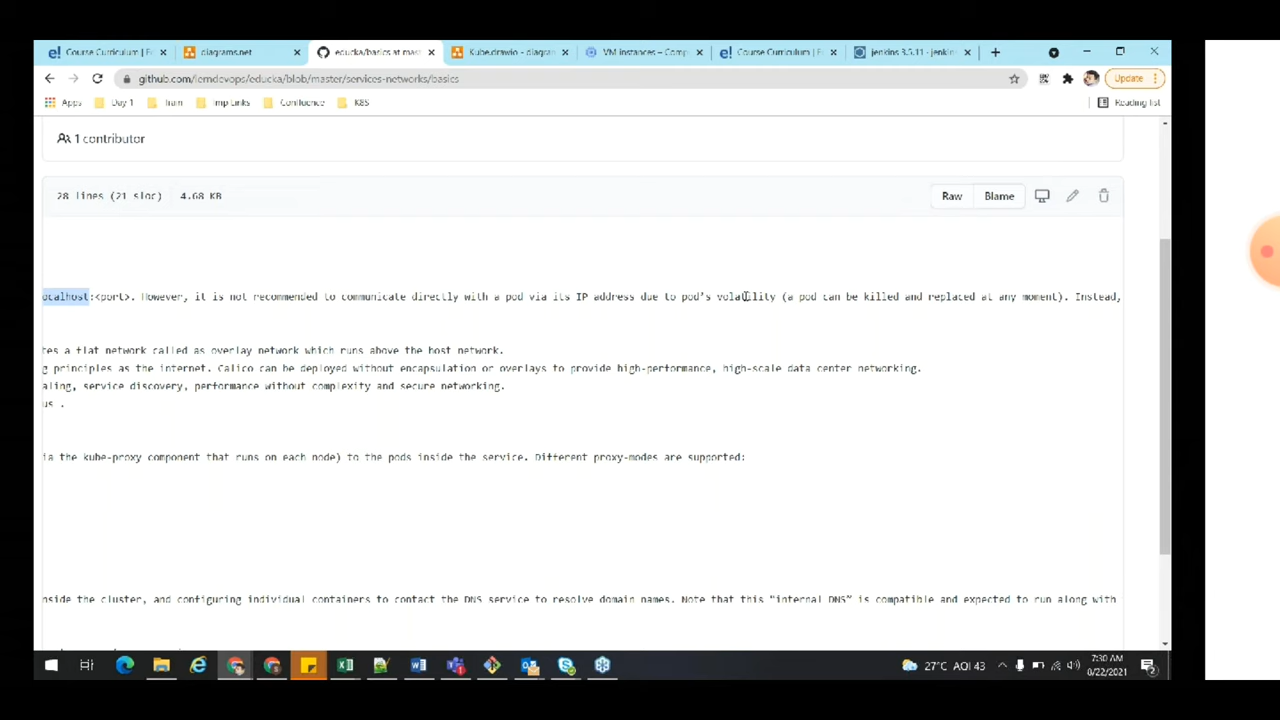 Course Curriculum | E
diagrams.net
educka/basics at mas
Kube.drawio - diagram
VM instances – Comp
Course Curriculum | E
jenkins 3.5.11 · jenkin
github.com/lerndevops/educka/blob/master/services-networks/basics
Update
Apps
Day 1
Train
Imp Links
Confluence
K8S
Reading list
1 contributor
28 lines (21 sloc)
4.68 KB
Raw
Blame
ocalhost:<port>. However, it is not recommended to communicate directly with a pod via its IP address due to pod's volatility (a pod can be killed and replaced at any moment). Instead,
tes a flat network called as overlay network which runs above the host network.
g principles as the internet. Calico can be deployed without encapsulation or overlays to provide high-performance, high-scale data center networking.
aling, service discovery, performance without complexity and secure networking.
us .
ia the kube-proxy component that runs on each node) to the pods inside the service. Different proxy-modes are supported:
nside the cluster, and configuring individual containers to contact the DNS service to resolve domain names. Note that this "internal DNS" is compatible and expected to run along with
27°C AQI 43
7:30 AM
8/22/2021
2